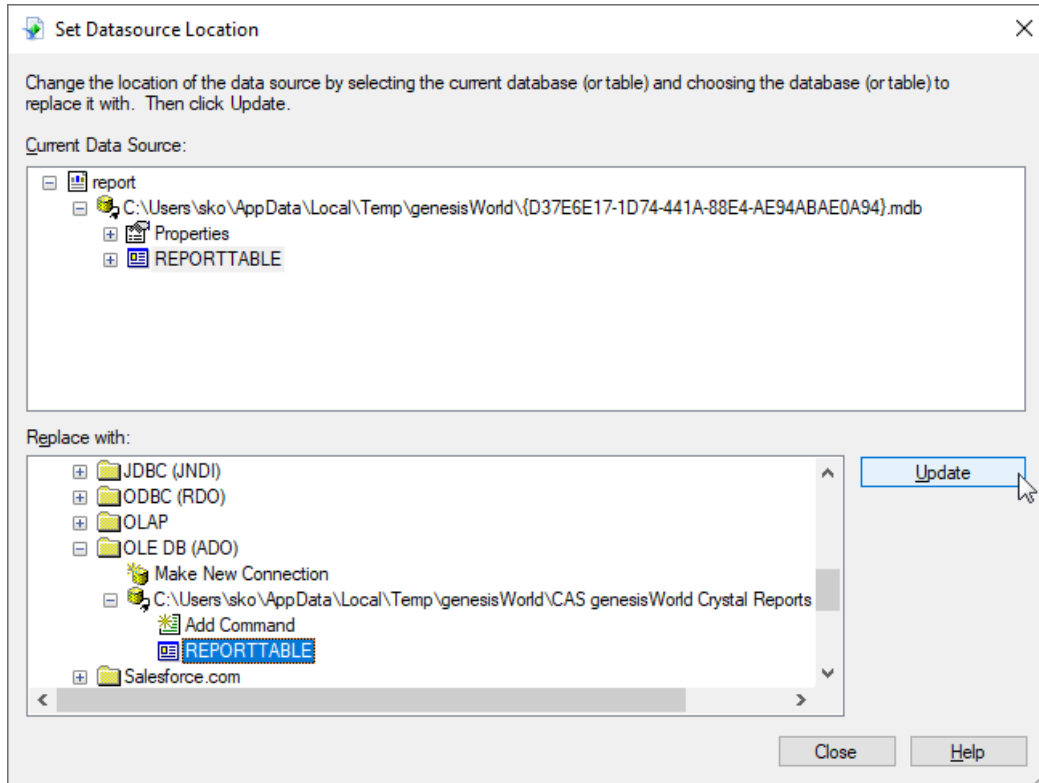 Set Datasource Location
Change the location of the data source by selecting the current database (or table) and choosing the database (or table) to
replace it with. Then click Update.
Current Data Source:
report
C:\Users\sko\AppData\Local\Temp\genesisWorld\{D37E6E17-1D74-441A-88E4-AE94ABAE0A94}.mdb
Properties
REPORTTABLE
Replace with:
JDBC (JNDI)
ODBC (RDO)
OLAP
OLE DB (ADO)
Make New Connection
C:\Users\sko\AppData\Local\Temp\genesisWorld\CAS genesisWorld Crystal Reports
Add Command
REPORTTABLE
Salesforce.com
Update
Close
Help